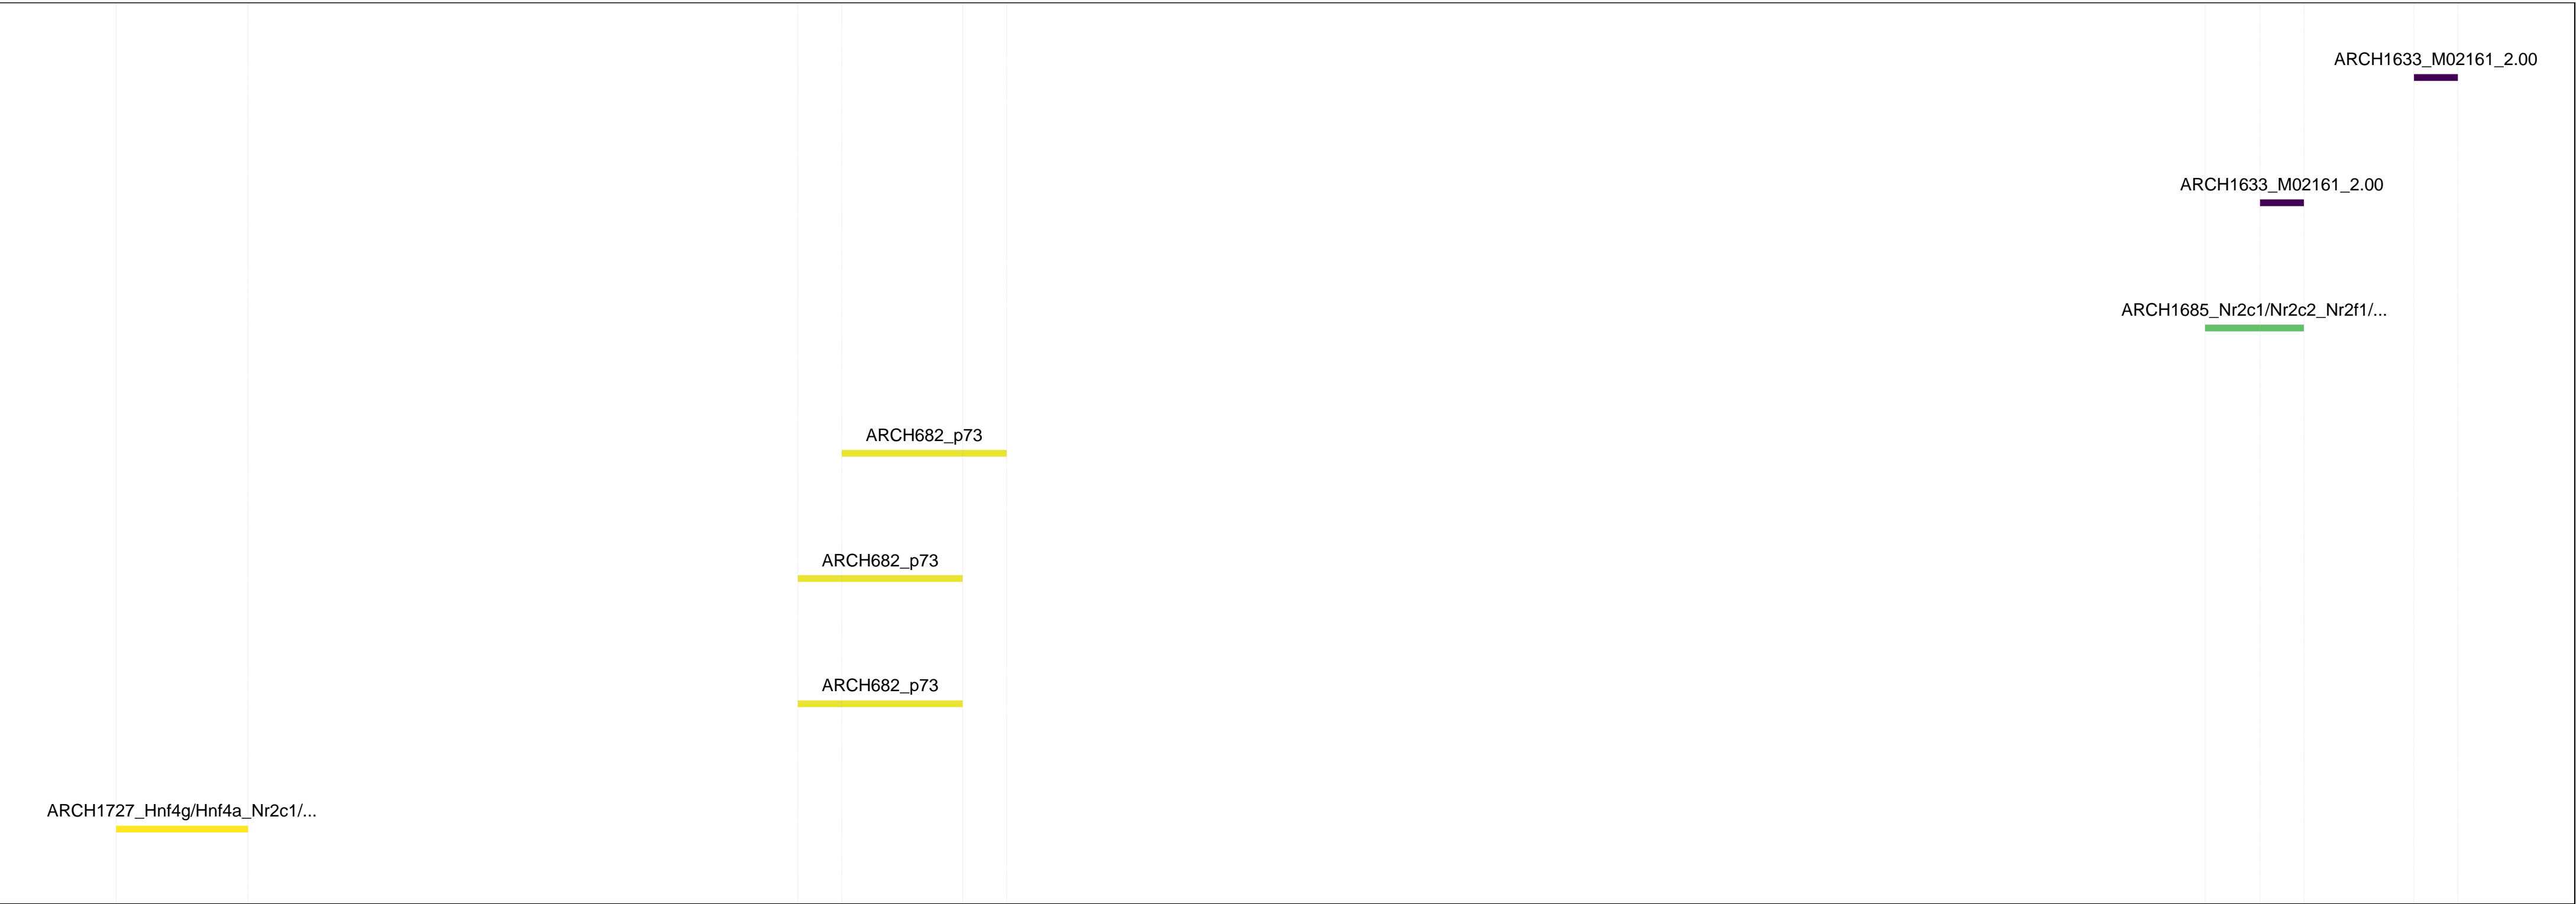 ARCH1633_M02161_2.00
ARCH1633_M02161_2.00
ARCH1685_Nr2c1/Nr2c2_Nr2f1/...
ARCH682_p73
ARCH682_p73
ARCH682_p73
ARCH1727_Hnf4g/Hnf4a_Nr2c1/...